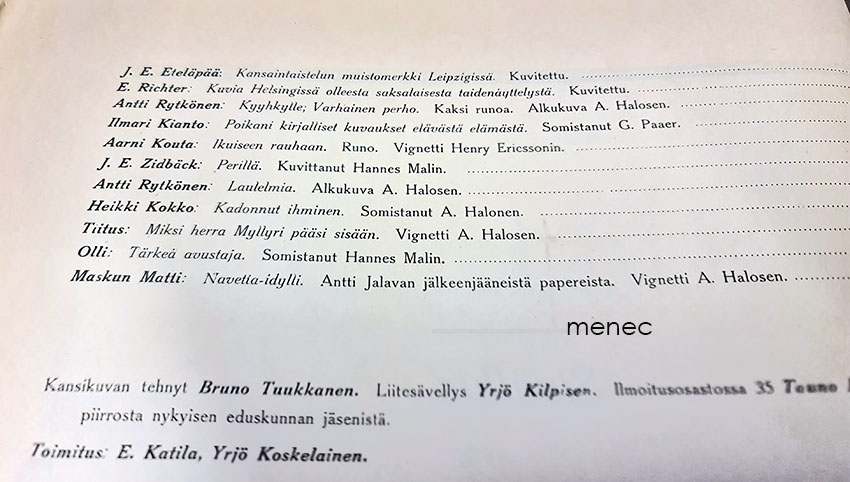 J. E. Eteläpää: Kansaintaistelun muistomerkki Leipzigissä. Kuvitettu.
E. Richter: Kuvia Helsingissä olleesta saksalaisesta taidenäyttelystä. Kuvitettu.
Antti Rytkönen: Kyyhkylle; Varhainen perho. Kaksi runoa. Alkukuva A. Halosen.
Ilmari Kianto: Poikani kirjalliset kuvaukset elävästä elämästä. Somistanut G. Paaer.
Aarni Kouta: Ikuiseen rauhaan. Runo. Vignetti Henry Ericssonin.
J. E. Zidbäck: Perillä. Kuvittanut Hannes Malin.
Antti Rytkönen: Laulelmia. Alkukuva A. Halosen.
Heikki Kokko: Kadonnut ihminen. Somistanut A. Halonen.
Tiitus: Miksi herra Myllyri pääsi sisään. Vignetti A. Halosen.
Olli: Tärkeä avustaja. Somistanut Hannes Malin.
Maskun Matti: Navetta-idylli. Antti Jalavan jälkeenjääneistä papereista. Vignetti A. Halosen.
menec
Kansikuvan tehnyt Bruno Tuukkanen. Liitesävellys Yrjö Kilpisen. Ilmoitusosastossa 35 Teuno
piirrosta nykyisen eduskunnan jäsenistä.
Toimitus: E. Katila, Yrjö Koskelainen.